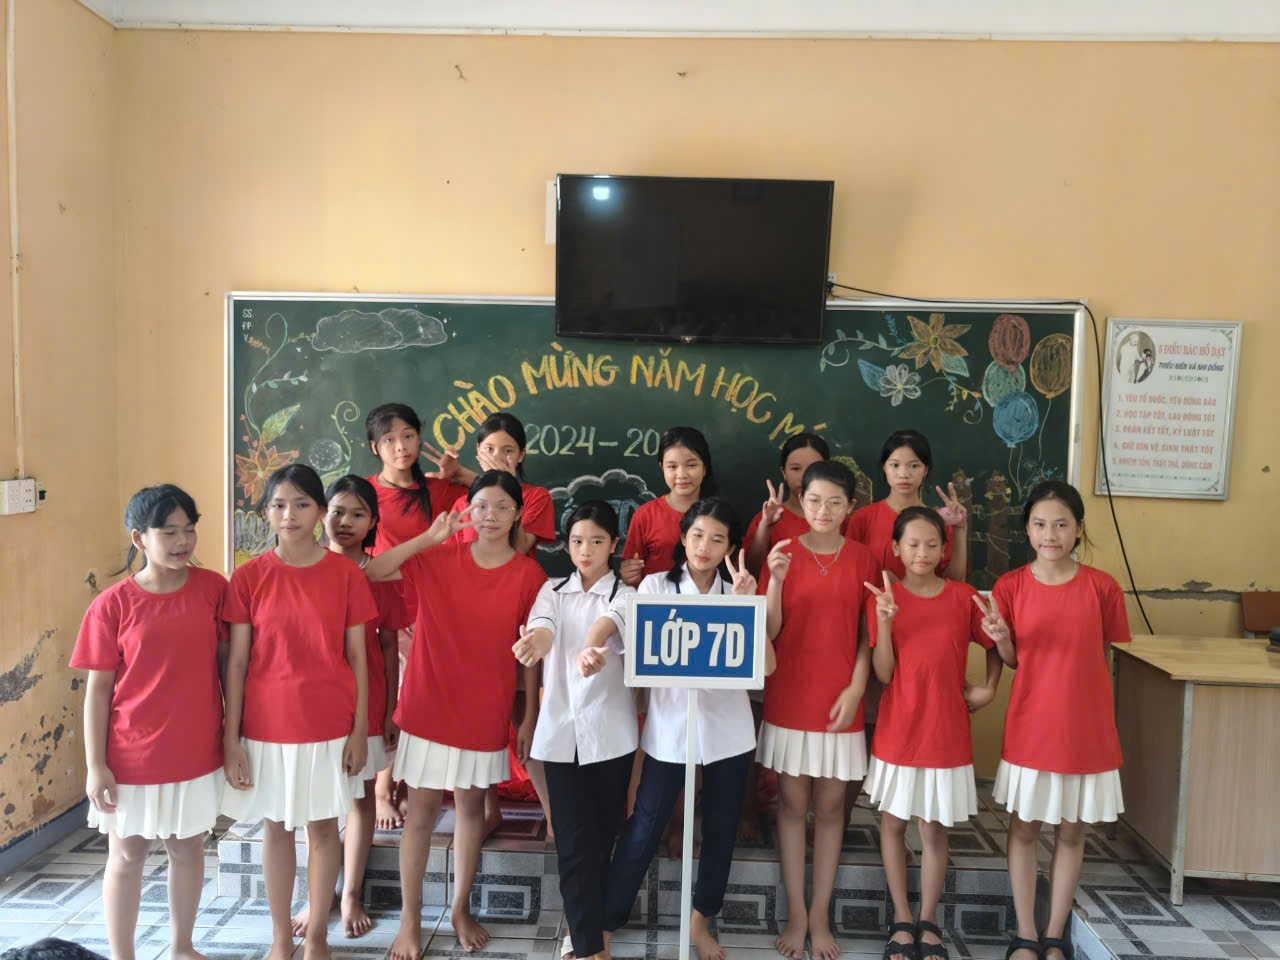 SS
CHÀO MỪNG NĂM HỌC
2024-20
5 ĐIỀU BÁC HỒ DẠY
THIẾU NIÊN VÀ NHI ĐỒNG
1. YÊU TỔ QUỐC, YÊU ĐỒNG BÀO
2. HỌC TẬP TỐT, LAO ĐỘNG TỐT
3. ĐOÀN KẾT TỐT, KỶ LUẬT TỐT
4. GIỮ GÌN VỆ SINH THẬT TỐT
5. KHIÊM TỐN, THẬT THÀ, DŨNG CẢM
LỚP 7D